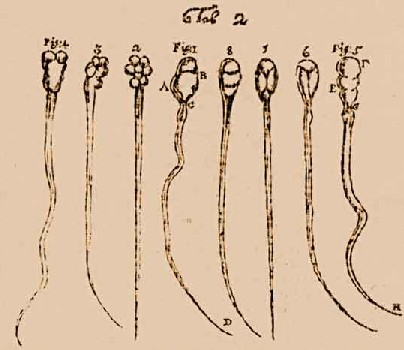 Tab 2
Fig:4 3 2 Fig:1 8 7 6 Fig:5
A B C D E F G H